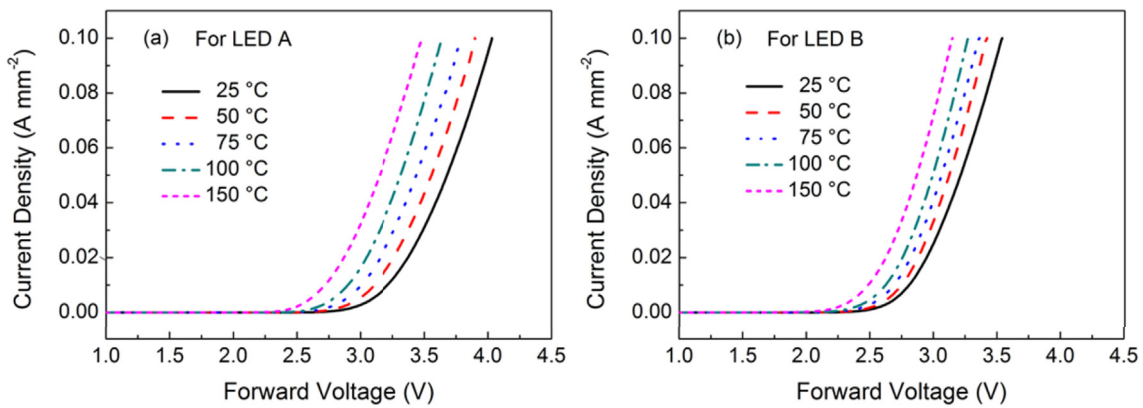 (a) For LED A
25 °C
50 °C
75 °C
100 °C
150 °C
0.10
0.08
0.06
0.04
0.02
0.00
Current Density (A mm⁻²)
1.0 1.5 2.0 2.5 3.0 3.5 4.0 4.5
Forward Voltage (V)
(b) For LED B
25 °C
50 °C
75 °C
100 °C
150 °C
0.10
0.08
0.06
0.04
0.02
0.00
Current Density (A mm⁻²)
1.0 1.5 2.0 2.5 3.0 3.5 4.0 4.5
Forward Voltage (V)